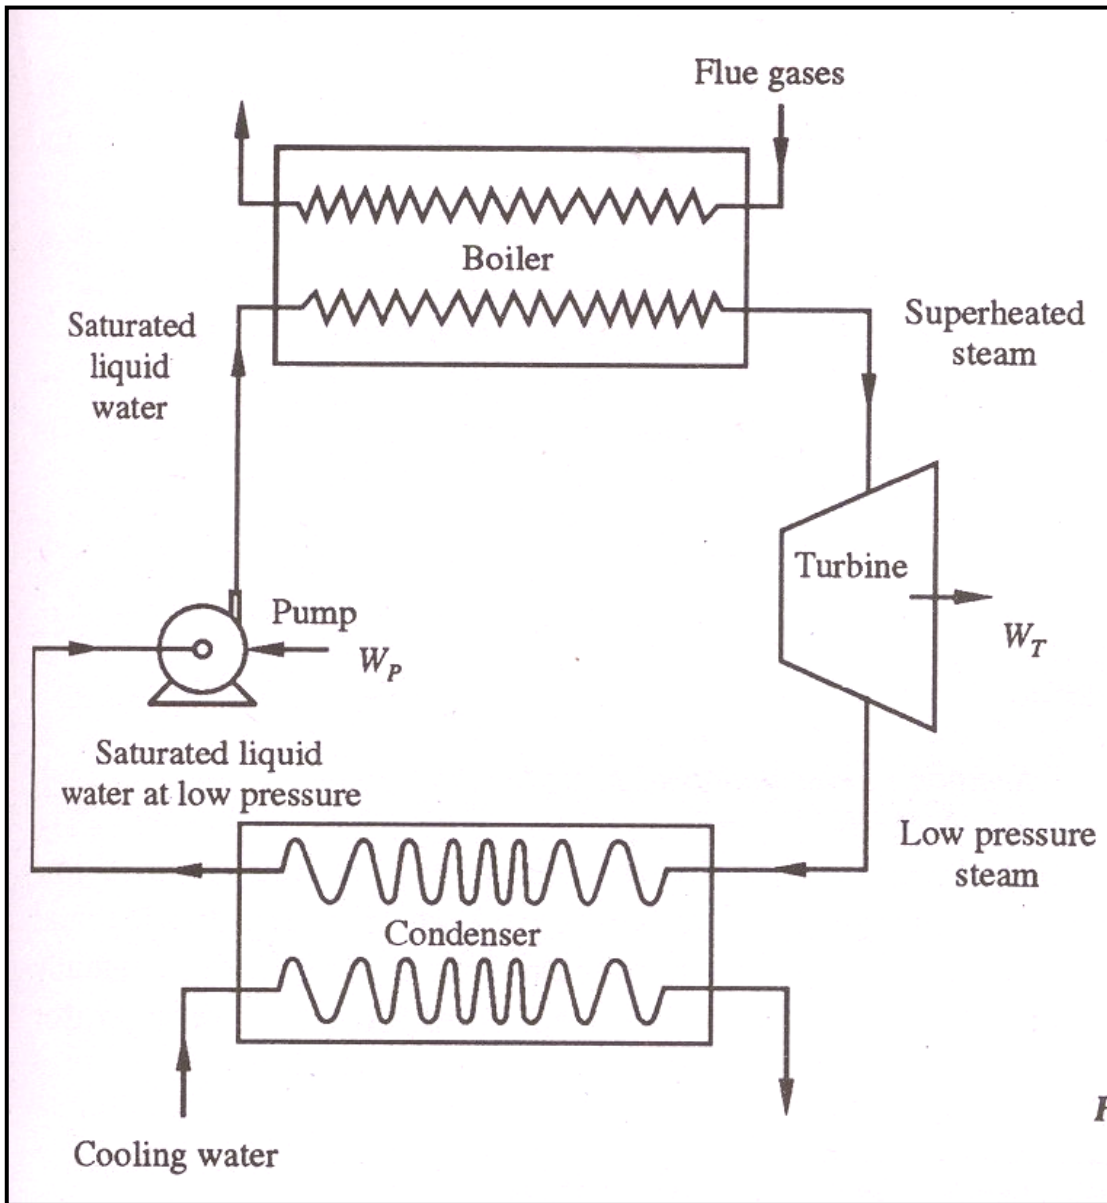 Flue gases
Boiler
Saturated
liquid
water
Superheated
steam
Turbine
W_T
Pump
W_P
Saturated liquid
water at low pressure
Low pressure
steam
Condenser
Cooling water